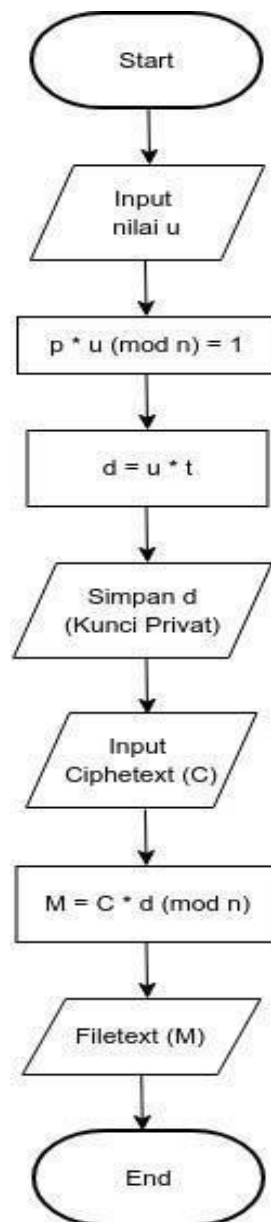 Start
Input
nilai u
p * u (mod n) = 1
d = u * t
Simpan d
(Kunci Privat)
Input
Ciphetext (C)
M = C * d (mod n)
Filetext (M)
End